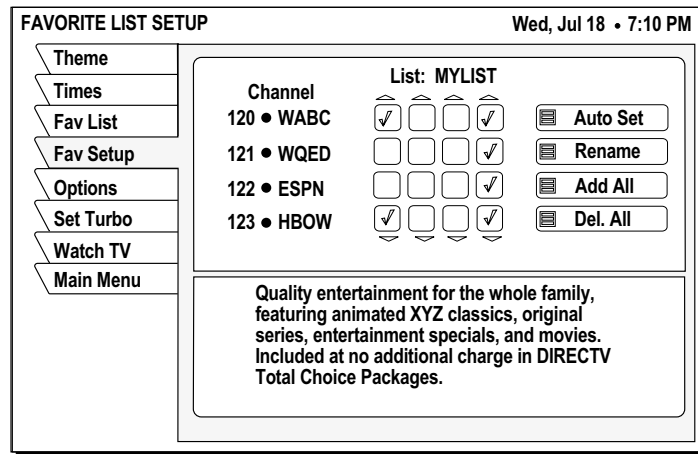 FAVORITE LIST SETUP Wed, Jul 18 • 7:10 PM
Theme
Times
Fav List
Fav Setup
Options
Set Turbo
Watch TV
Main Menu
List: MYLIST
Channel
120 • WABC
121 • WQED
122 • ESPN
123 • HBOW
Auto Set
Rename
Add All
Del. All
Quality entertainment for the whole family,
featuring animated XYZ classics, original
series, entertainment specials, and movies.
Included at no additional charge in DIRECTV
Total Choice Packages.